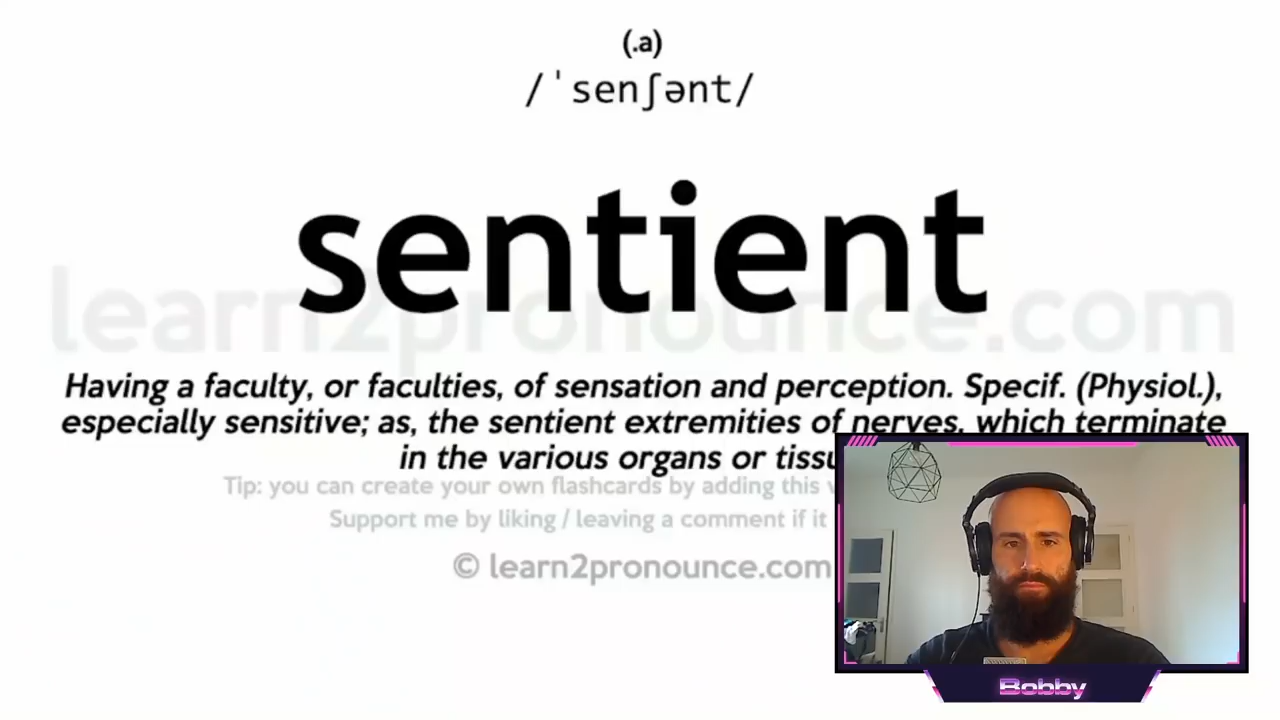 (.a)
/ˈsenʃənt/
sentient
learn2pronounce.com
Having a faculty, or faculties, of sensation and perception. Specif. (Physiol.),
especially sensitive; as, the sentient extremities of nerves, which terminate
in the various organs or
Tip: you can create your own flashcards by adding this
Support me by liking / leaving a comment if it
© learn2pronounce.com
Bobby